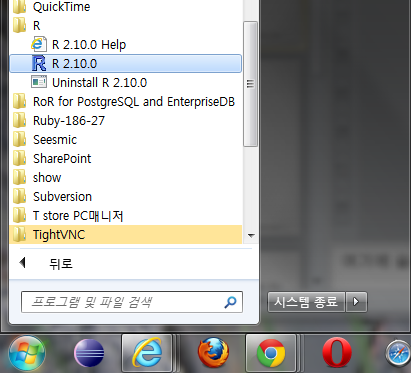 QuickTime
R
R 2.10.0 Help
R 2.10.0
Uninstall R 2.10.0
RoR for PostgreSQL and EnterpriseDB
Ruby-186-27
Seesmic
SharePoint
show
Subversion
T store PC매니저
TightVNC
뒤로
프로그램 및 파일 검색
시스템 종료